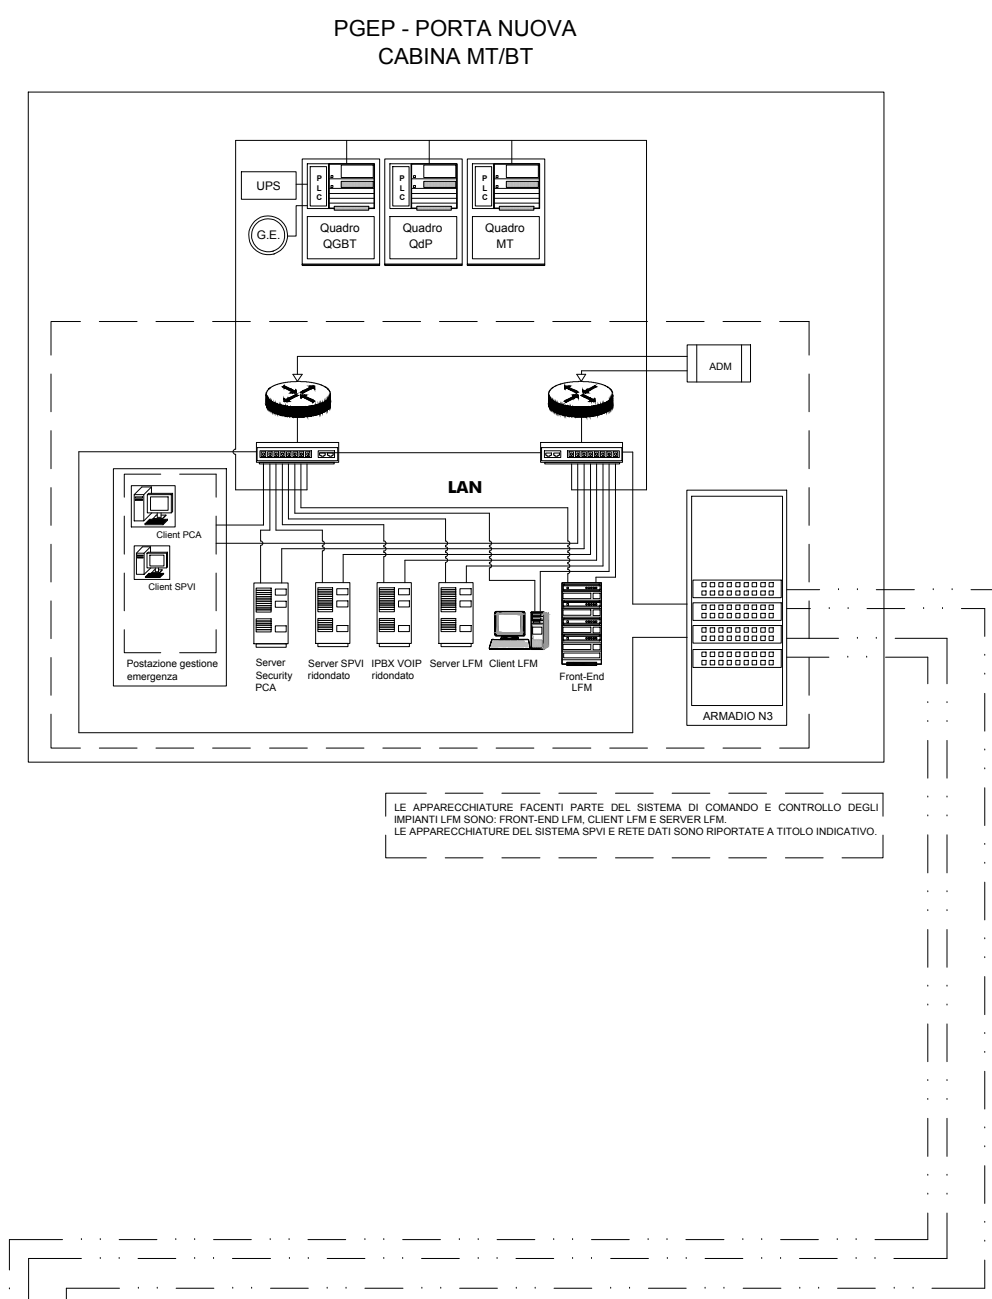 PGEP - PORTA NUOVA
CABINA MT/BT
UPS
G.E.
PLC
PLC
PLC
Quadro
QGBT
Quadro
QdP
Quadro
MT
ADM
LAN
Client PCA
Client SPVI
Postazione gestione
emergenza
Server
Security
PCA
Server SPVI
ridondato
IPBX VOIP
ridondato
Server LFM
Client LFM
Front-End
LFM
ARMADIO N3
LE APPARECCHIATURE FACENTI PARTE DEL SISTEMA DI COMANDO E CONTROLLO DEGLI
IMPIANTI LFM SONO: FRONT-END LFM, CLIENT LFM E SERVER LFM.
LE APPARECCHIATURE DEL SISTEMA SPVI E RETE DATI SONO RIPORTATE A TITOLO INDICATIVO.